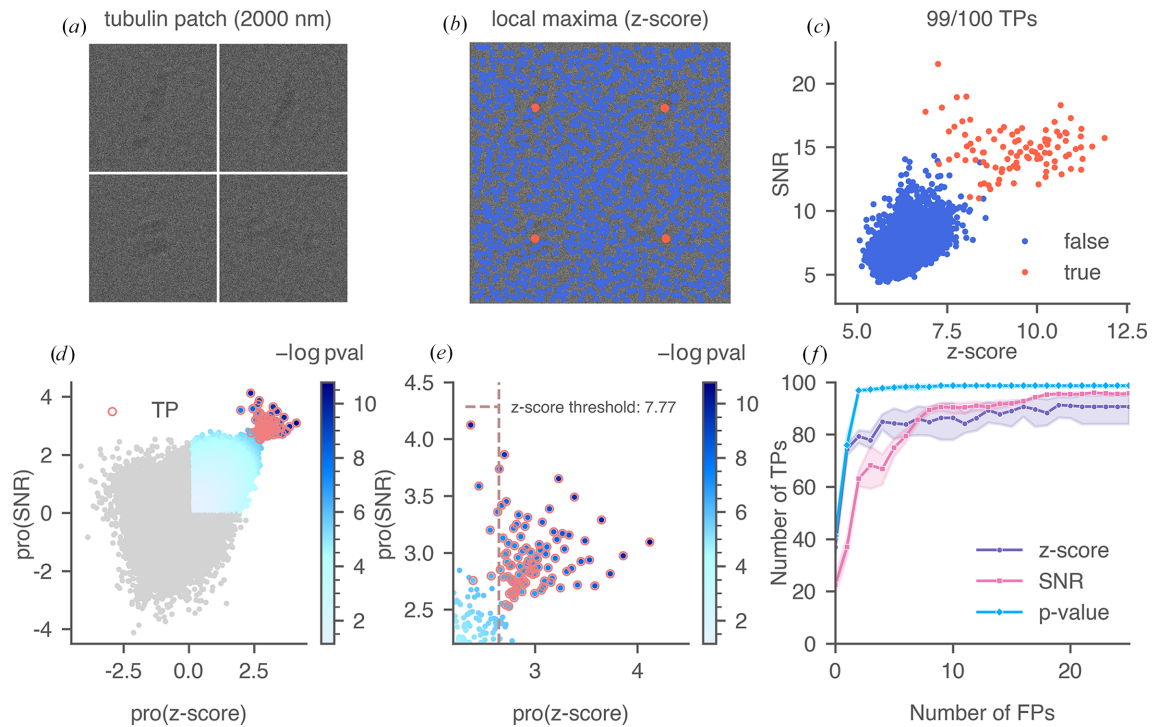 (a) tubulin patch (2000 nm)
(b) local maxima (z-score)
(c) 99/100 TPs
SNR
20
15
10
5
false
true
5.0 7.5 10.0 12.5
z-score
(d) −log pval
pro(SNR)
4
2
0
-2
-4
TP
10
8
6
4
2
-2.5 0.0 2.5
pro(z-score)
(e) −log pval
pro(SNR)
4.5
4.0
3.5
3.0
2.5
z-score threshold: 7.77
10
8
6
4
2
3 4
pro(z-score)
(f)
Number of TPs
100
80
60
40
20
0
z-score
SNR
p-value
0 10 20
Number of FPs